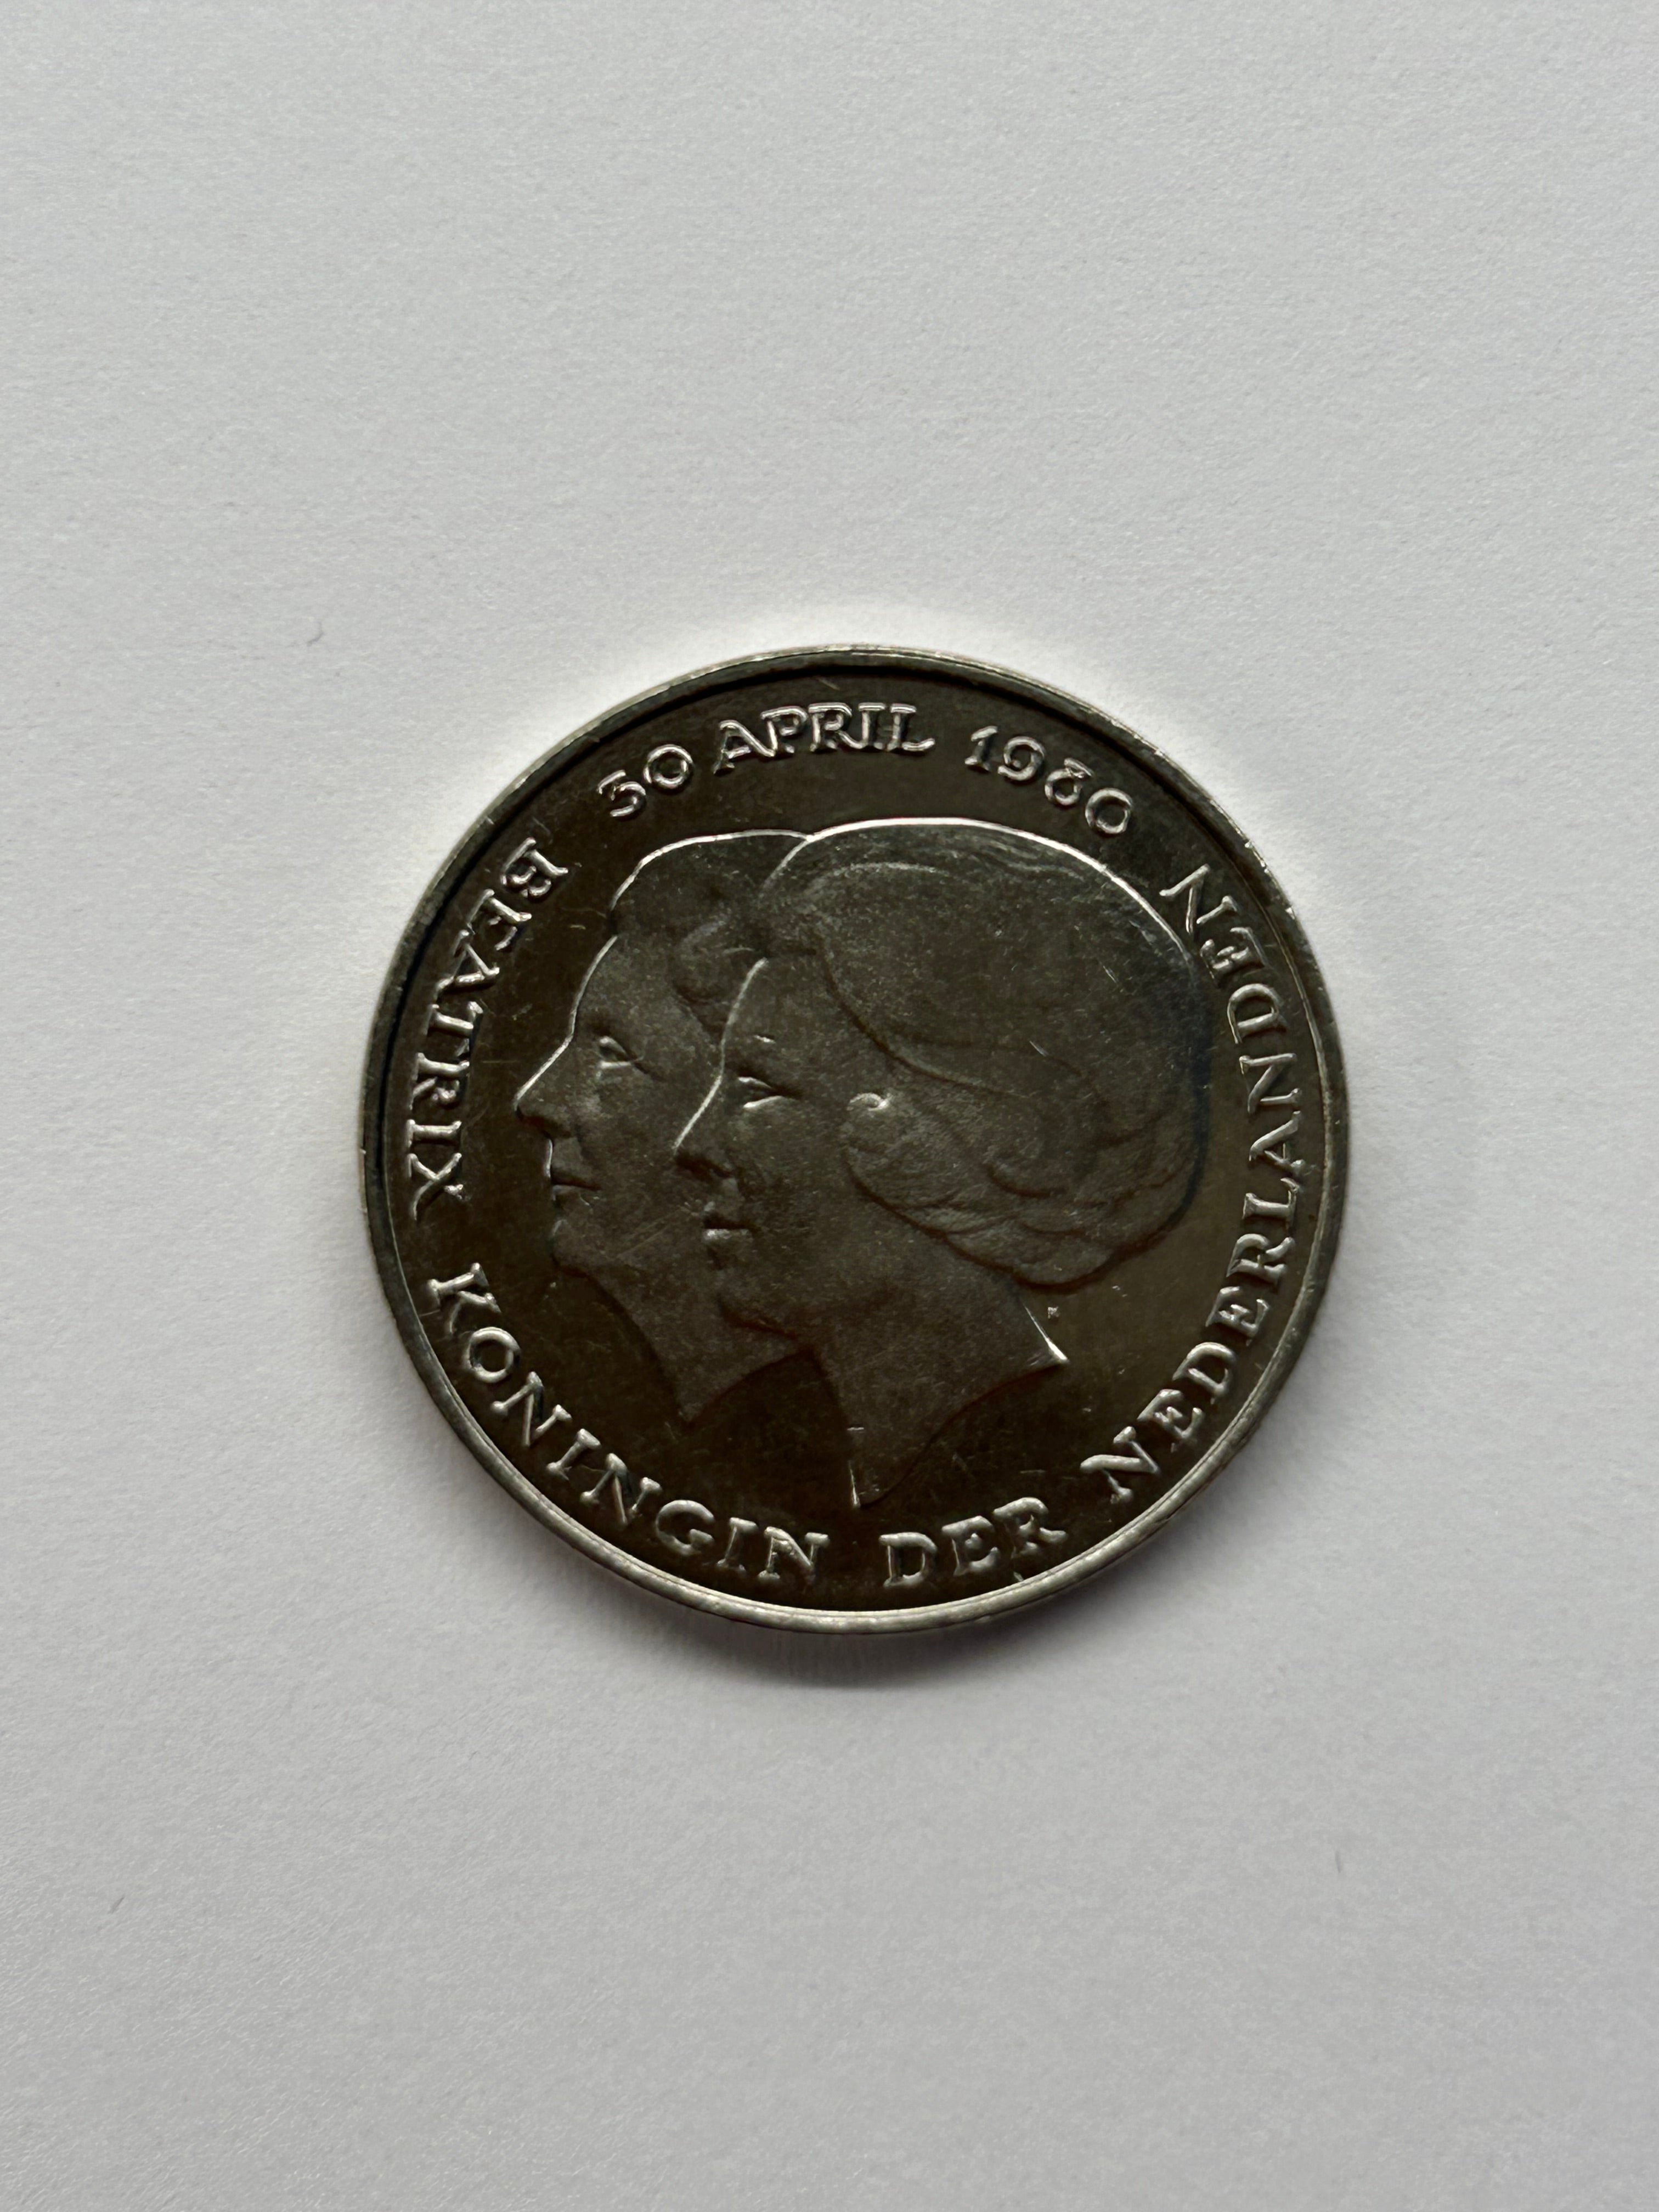 30 APRIL 1980
BEATRIX KONINGIN DER NEDERLANDEN